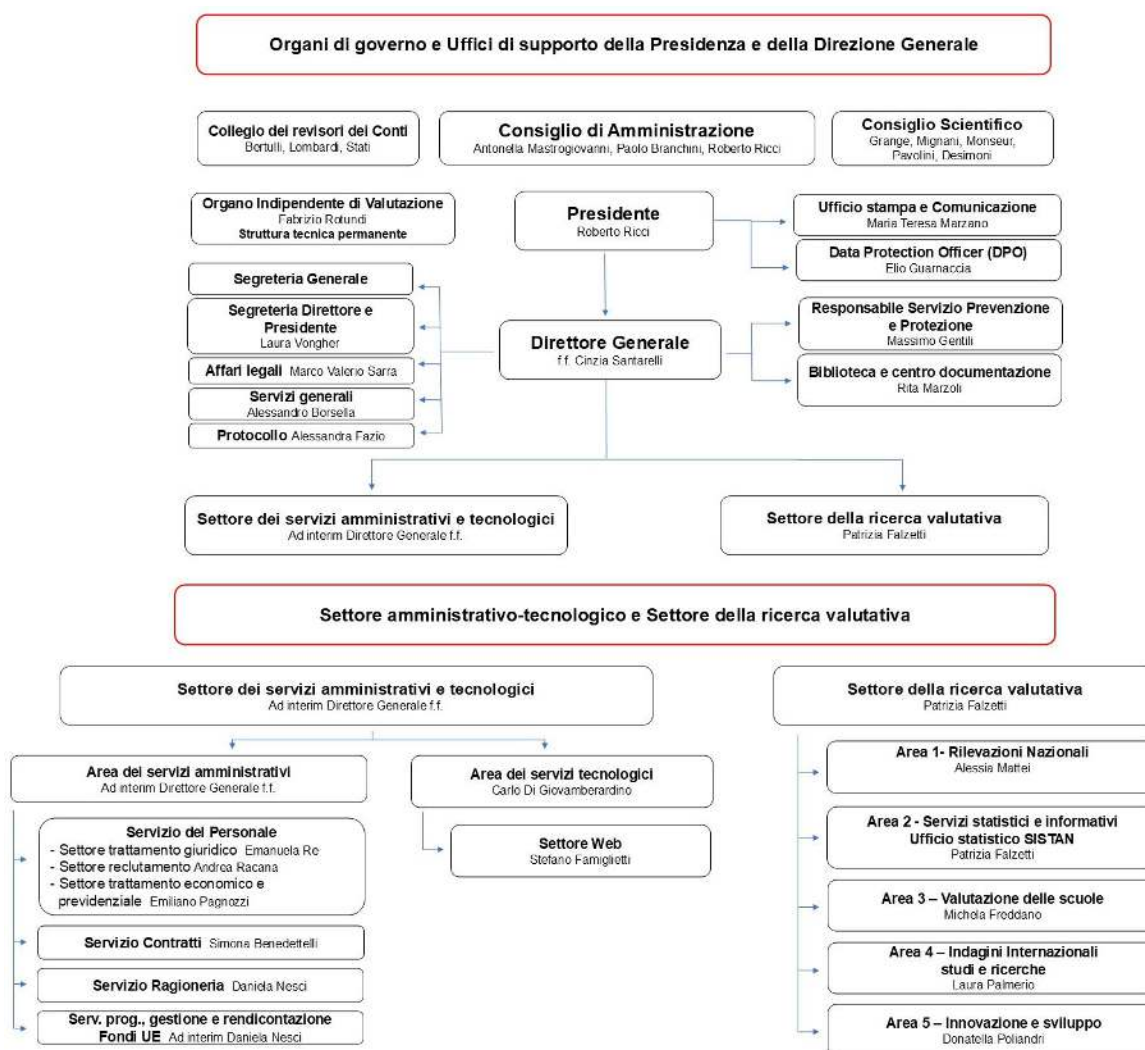 Organi di governo e Uffici di supporto della Presidenza e della Direzione Generale
Collegio dei revisori dei Conti
Bertulli, Lombardi, Stati
Consiglio di Amministrazione
Antonella Mastrogiovanni, Paolo Branchini, Roberto Ricci
Consiglio Scientifico
Grange, Mignani, Monseur,
Pavolini, Desimoni
Organo Indipendente di Valutazione
Fabrizio Rotundi
Struttura tecnica permanente
Presidente
Roberto Ricci
Ufficio stampa e Comunicazione
Maria Teresa Marzano
Data Protection Officer (DPO)
Elio Guarnaccia
Segreteria Generale
Segreteria Direttore e
Presidente
Laura Vongher
Affari legali Marco Valerio Sarra
Servizi generali
Alessandro Borsella
Protocollo Alessandra Fazio
Direttore Generale
f.f. Cinzia Santarelli
Responsabile Servizio Prevenzione
e Protezione
Massimo Gentili
Biblioteca e centro documentazione
Rita Marzoli
Settore dei servizi amministrativi e tecnologici
Ad interim Direttore Generale f.f.
Settore della ricerca valutativa
Patrizia Falzetti
Settore amministrativo-tecnologico e Settore della ricerca valutativa
Settore dei servizi amministrativi e tecnologici
Ad interim Direttore Generale f.f.
Area dei servizi amministrativi
Ad interim Direttore Generale f.f.
Servizio del Personale
- Settore trattamento giuridico Emanuela Re
- Settore reclutamento Andrea Racana
- Settore trattamento economico e
previdenziale Emiliano Pagnozzi
Servizio Contratti Simona Benedettelli
Servizio Ragioneria Daniela Nesci
Serv. prog., gestione e rendicontazione
Fondi UE Ad interim Daniela Nesci
Area dei servizi tecnologici
Carlo Di Giovamberardino
Settore Web
Stefano Famiglietti
Settore della ricerca valutativa
Patrizia Falzetti
Area 1- Rilevazioni Nazionali
Alessia Mattei
Area 2 - Servizi statistici e informativi
Ufficio statistico SISTAN
Patrizia Falzetti
Area 3 – Valutazione delle scuole
Michela Freddano
Area 4 – Indagini Internazionali
studi e ricerche
Laura Palmerio
Area 5 – Innovazione e sviluppo
Donatella Poliandri